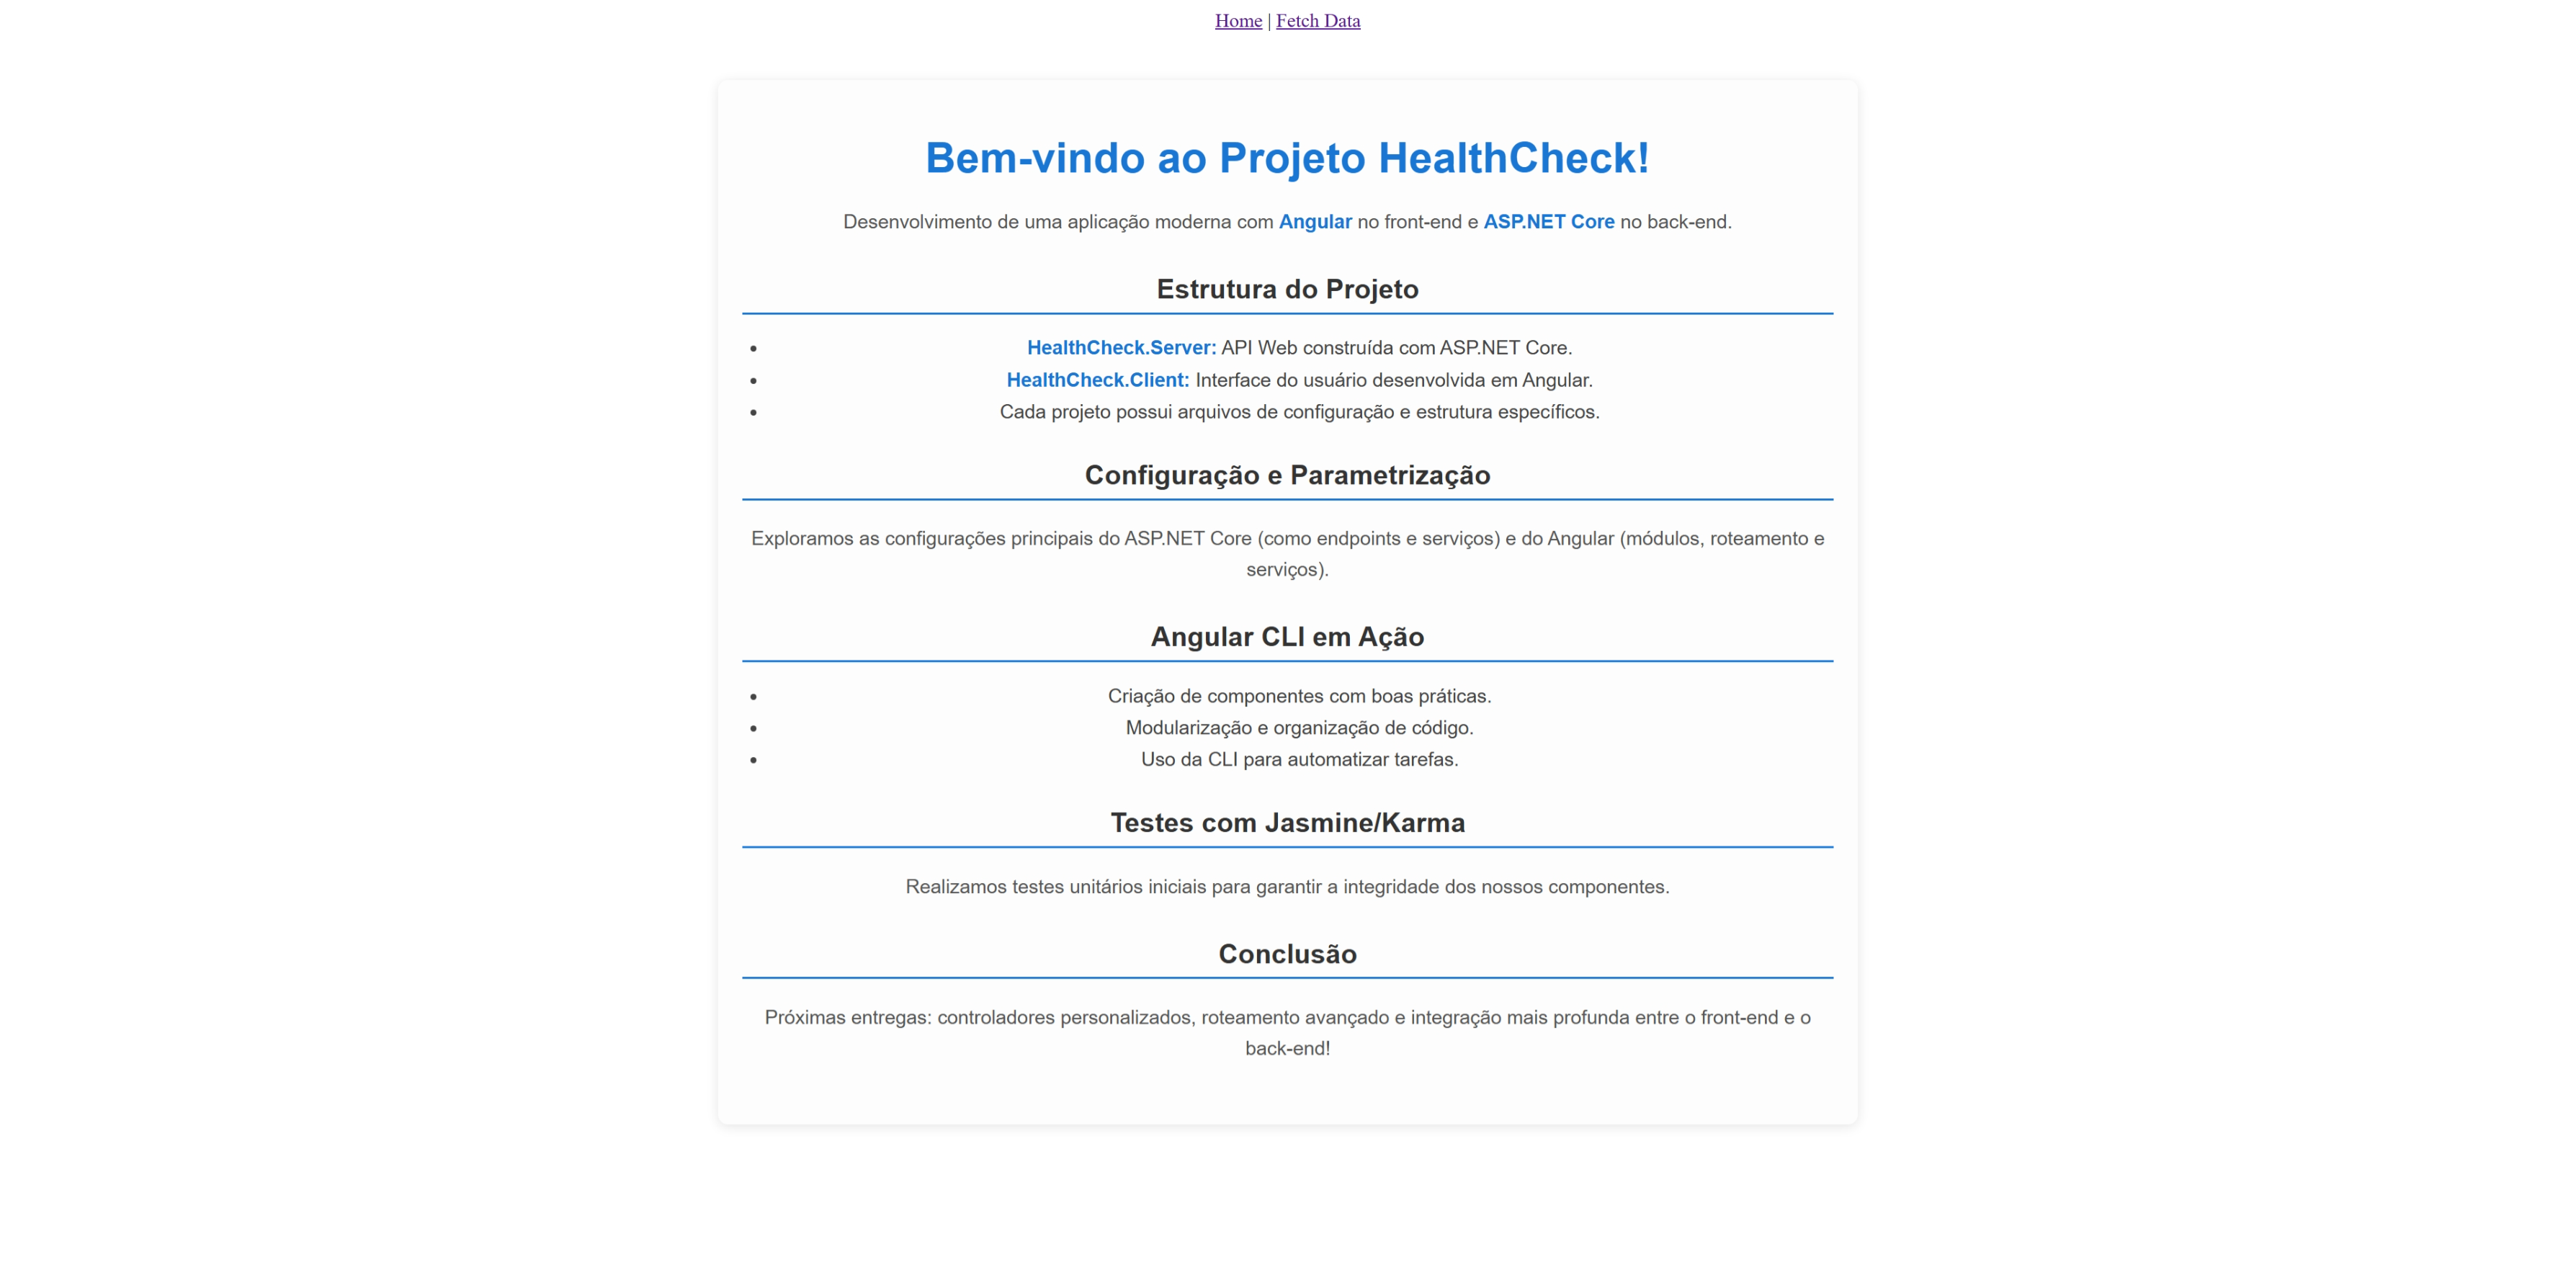 Home | Fetch Data
Bem-vindo ao Projeto HealthCheck!
Desenvolvimento de uma aplicação moderna com Angular no front-end e ASP.NET Core no back-end.
Estrutura do Projeto
• HealthCheck.Server: API Web construída com ASP.NET Core.
• HealthCheck.Client: Interface do usuário desenvolvida em Angular.
• Cada projeto possui arquivos de configuração e estrutura específicos.
Configuração e Parametrização
Exploramos as configurações principais do ASP.NET Core (como endpoints e serviços) e do Angular (módulos, roteamento e
serviços).
Angular CLI em Ação
• Criação de componentes com boas práticas.
• Modularização e organização de código.
• Uso da CLI para automatizar tarefas.
Testes com Jasmine/Karma
Realizamos testes unitários iniciais para garantir a integridade dos nossos componentes.
Conclusão
Próximas entregas: controladores personalizados, roteamento avançado e integração mais profunda entre o front-end e o
back-end!